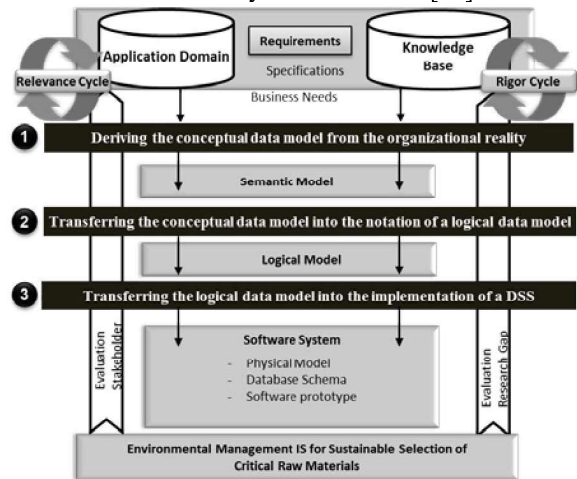 Application Domain
Requirements
Knowledge
Base
Specifications
Relevance Cycle
Rigor Cycle
Business Needs
1
Deriving the conceptual data model from the organizational reality
Semantic Model
2
Transferring the conceptual data model into the notation of a logical data model
Logical Model
3
Transferring the logical data model into the implementation of a DSS
Evaluation
Stakeholder
Software System
- Physical Model
- Database Schema
- Software prototype
Evaluation
Research Gap
Environmental Management IS for Sustainable Selection of
Critical Raw Materials